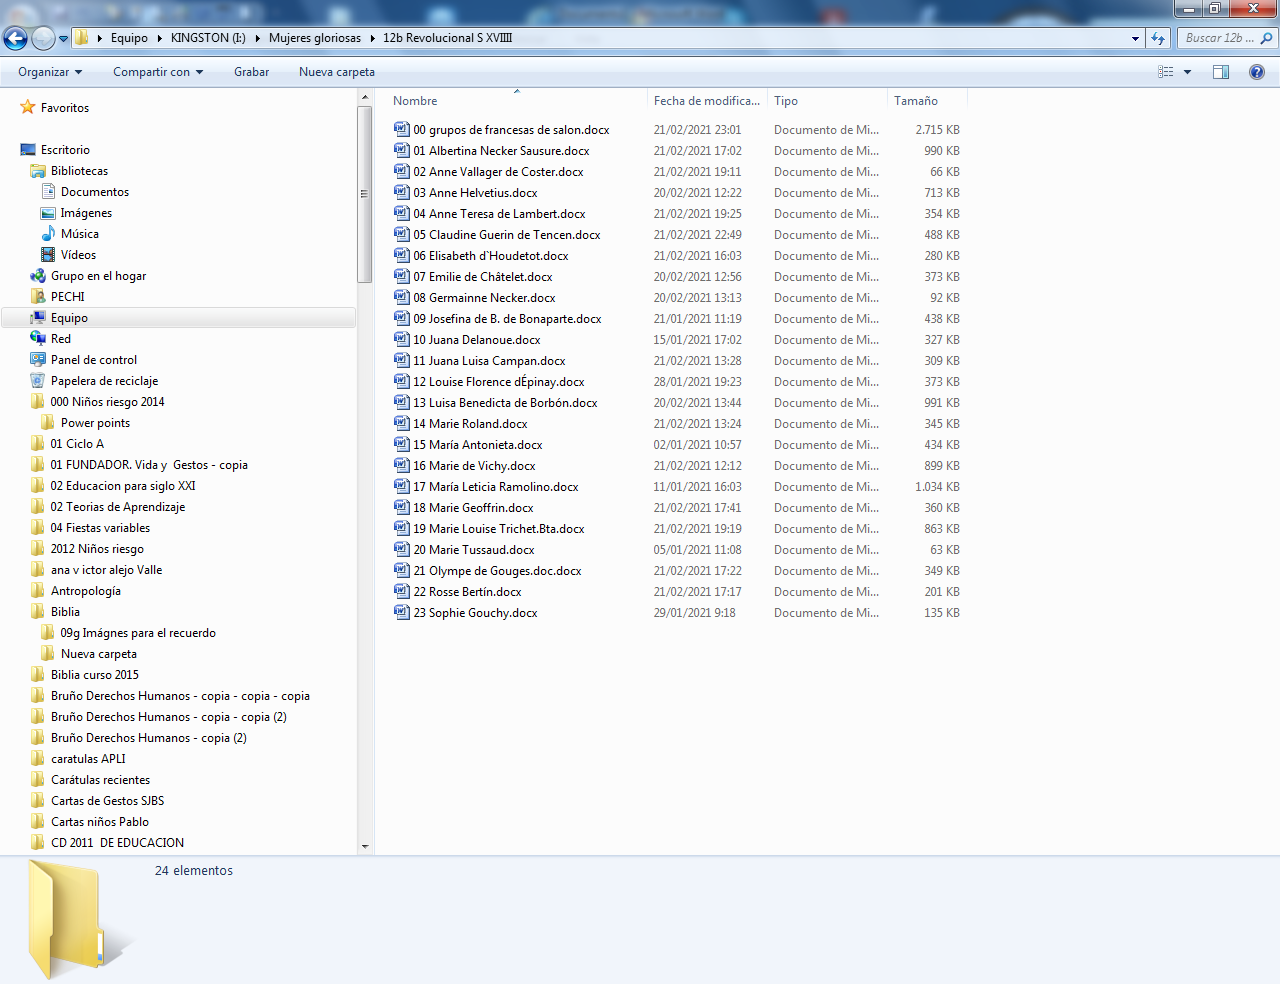 Equipo KINGSTON (I:) Mujeres gloriosas 12b Revolucional S XVIIII
Buscar 12b ...
Organizar Compartir con Grabar Nueva carpeta
Favoritos
Escritorio
Bibliotecas
Documentos
Imágenes
Música
Vídeos
Grupo en el hogar
PECHI
Equipo
Red
Panel de control
Papelera de reciclaje
000 Niños riesgo 2014
Power points
01 Ciclo A
01 FUNDADOR. Vida y  Gestos - copia
02 Educacion para siglo XXI
02 Teorias de Aprendizaje
04 Fiestas variables
2012 Niños riesgo
ana v ictor alejo Valle
Antropología
Biblia
09g Imágnes para el recuerdo
Nueva carpeta
Biblia curso 2015
Bruño Derechos Humanos - copia - copia - copia
Bruño Derechos Humanos - copia - copia (2)
Bruño Derechos Humanos - copia (2)
caratulas APLI
Carátulas recientes
Cartas de Gestos SJBS
Cartas niños Pablo
CD 2011  DE EDUCACION
Nombre Fecha de modifica... Tipo Tamaño
00 grupos de francesas de salon.docx 21/02/2021 23:01 Documento de Mi... 2.715 KB
01 Albertina Necker Sausure.docx 21/02/2021 17:02 Documento de Mi... 990 KB
02 Anne Vallager de Coster.docx 21/02/2021 19:11 Documento de Mi... 66 KB
03 Anne Helvetius.docx 20/02/2021 12:22 Documento de Mi... 713 KB
04 Anne Teresa de Lambert.docx 21/02/2021 19:25 Documento de Mi... 354 KB
05 Claudine Guerin de Tencen.docx 21/02/2021 22:49 Documento de Mi... 488 KB
06 Elisabeth d`Houdetot.docx 21/02/2021 16:03 Documento de Mi... 280 KB
07 Emilie de Châtelet.docx 20/02/2021 12:56 Documento de Mi... 373 KB
08 Germainne Necker.docx 20/02/2021 13:13 Documento de Mi... 92 KB
09 Josefina de B. de Bonaparte.docx 21/01/2021 11:19 Documento de Mi... 438 KB
10 Juana Delanoue.docx 15/01/2021 17:02 Documento de Mi... 327 KB
11 Juana Luisa Campan.docx 21/02/2021 13:28 Documento de Mi... 309 KB
12 Louise Florence dÉpinay.docx 28/01/2021 19:23 Documento de Mi... 373 KB
13 Luisa Benedicta de Borbón.docx 20/02/2021 13:44 Documento de Mi... 991 KB
14 Marie Roland.docx 21/02/2021 13:24 Documento de Mi... 345 KB
15 María Antonieta.docx 02/01/2021 10:57 Documento de Mi... 434 KB
16 Marie de Vichy.docx 21/02/2021 12:12 Documento de Mi... 899 KB
17 María Leticia Ramolino.docx 11/01/2021 16:03 Documento de Mi... 1.034 KB
18 Marie Geoffrin.docx 21/02/2021 17:41 Documento de Mi... 360 KB
19 Marie Louise Trichet.Bta.docx 21/02/2021 19:19 Documento de Mi... 863 KB
20 Marie Tussaud.docx 05/01/2021 11:08 Documento de Mi... 63 KB
21 Olympe de Gouges.doc.docx 21/02/2021 17:22 Documento de Mi... 349 KB
22 Rosse Bertín.docx 21/02/2021 17:17 Documento de Mi... 201 KB
23 Sophie Gouchy.docx 29/01/2021 9:18 Documento de Mi... 135 KB
24 elementos